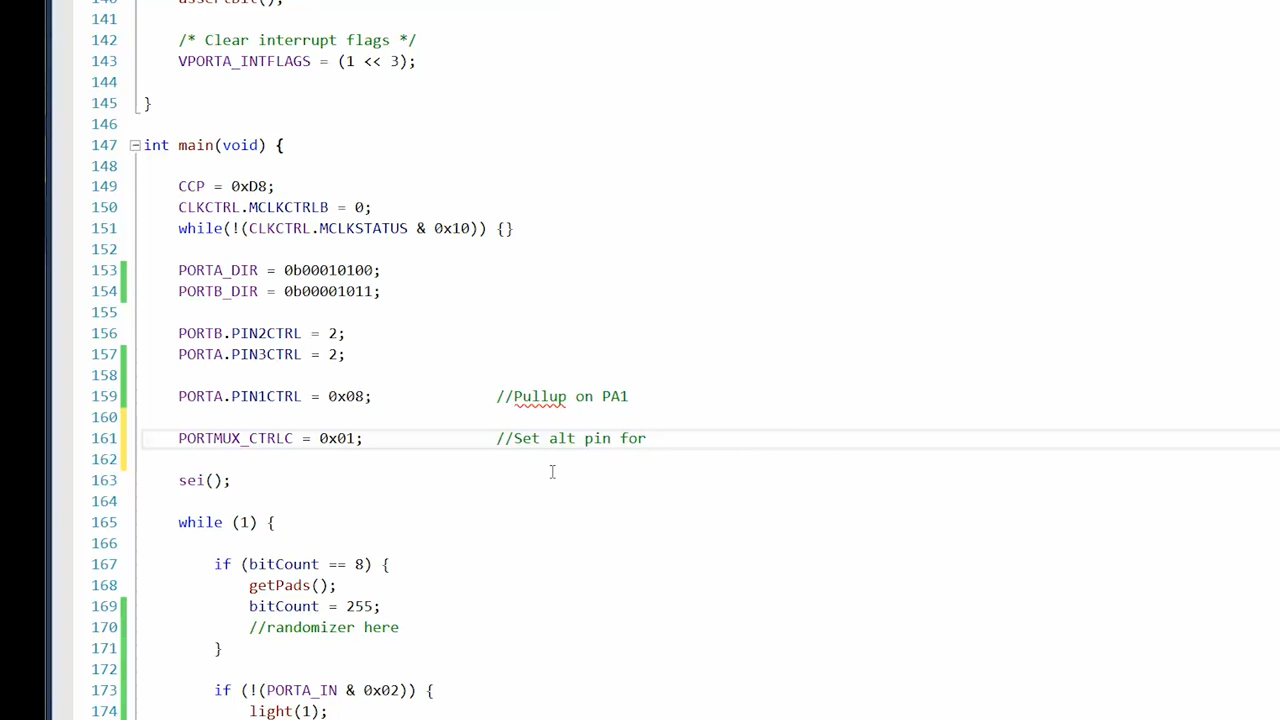 140 assertBit();
141
142 /* Clear interrupt flags */
143 VPORTA_INTFLAGS = (1 << 3);
144
145 }
146
147 int main(void) {
148
149 CCP = 0xD8;
150 CLKCTRL.MCLKCTRLB = 0;
151 while(!(CLKCTRL.MCLKSTATUS & 0x10)) {}
152
153 PORTA_DIR = 0b00010100;
154 PORTB_DIR = 0b00001011;
155
156 PORTB.PIN2CTRL = 2;
157 PORTA.PIN3CTRL = 2;
158
159 PORTA.PIN1CTRL = 0x08; //Pullup on PA1
160
161 PORTMUX_CTRLC = 0x01; //Set alt pin for
162
163 sei();
164
165 while (1) {
166
167 if (bitCount == 8) {
168 getPads();
169 bitCount = 255;
170 //randomizer here
171 }
172
173 if (!(PORTA_IN & 0x02)) {
174 light(1);